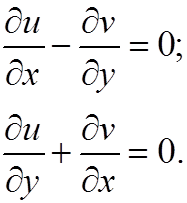 ∂u/∂x − ∂v/∂y = 0;
∂u/∂y + ∂v/∂x = 0.